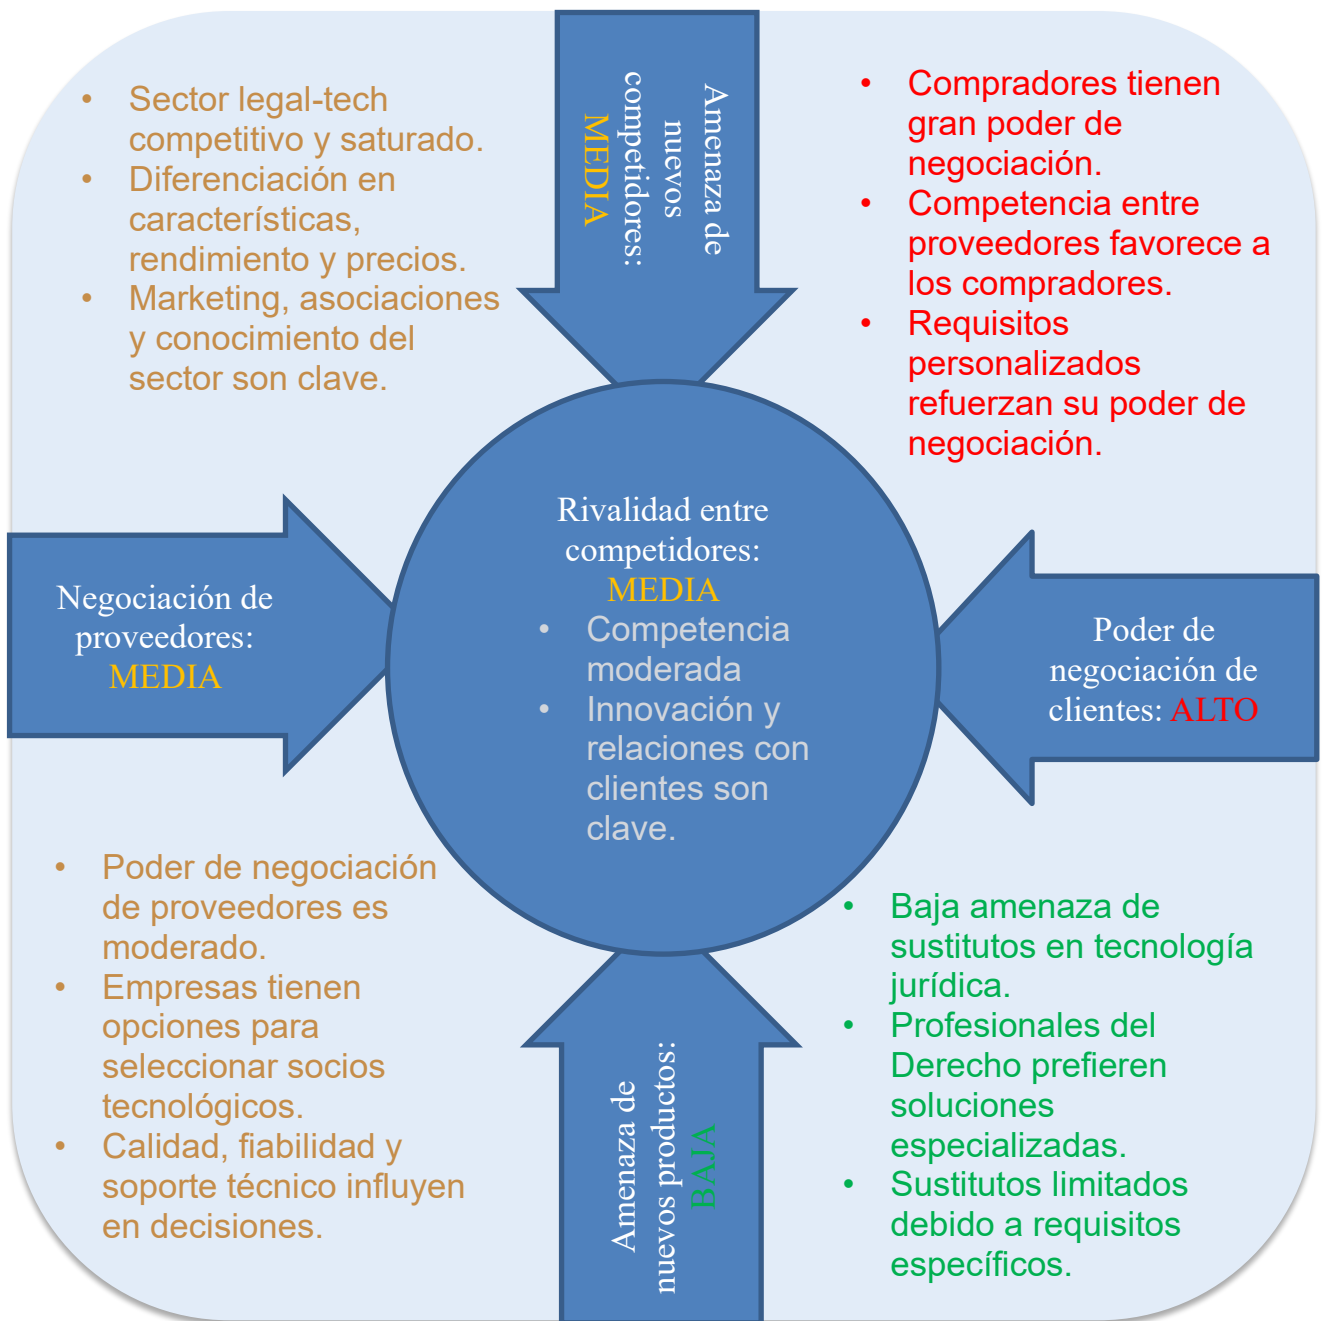 • Sector legal-tech
competitivo y saturado.
• Diferenciación en
características,
rendimiento y precios.
• Marketing, asociaciones
y conocimiento del
sector son clave.
Amenaza de
nuevos
competidores:
MEDIA
• Compradores tienen
gran poder de
negociación.
• Competencia entre
proveedores favorece a
los compradores.
• Requisitos
personalizados
refuerzan su poder de
negociación.
Negociación de
proveedores:
MEDIA
Rivalidad entre
competidores:
MEDIA
• Competencia
moderada
• Innovación y
relaciones con
clientes son
clave.
Poder de
negociación de
clientes: ALTO
• Poder de negociación
de proveedores es
moderado.
• Empresas tienen
opciones para
seleccionar socios
tecnológicos.
• Calidad, fiabilidad y
soporte técnico influyen
en decisiones.
Amenaza de
nuevos productos:
BAJA
• Baja amenaza de
sustitutos en tecnología
jurídica.
• Profesionales del
Derecho prefieren
soluciones
especializadas.
• Sustitutos limitados
debido a requisitos
específicos.